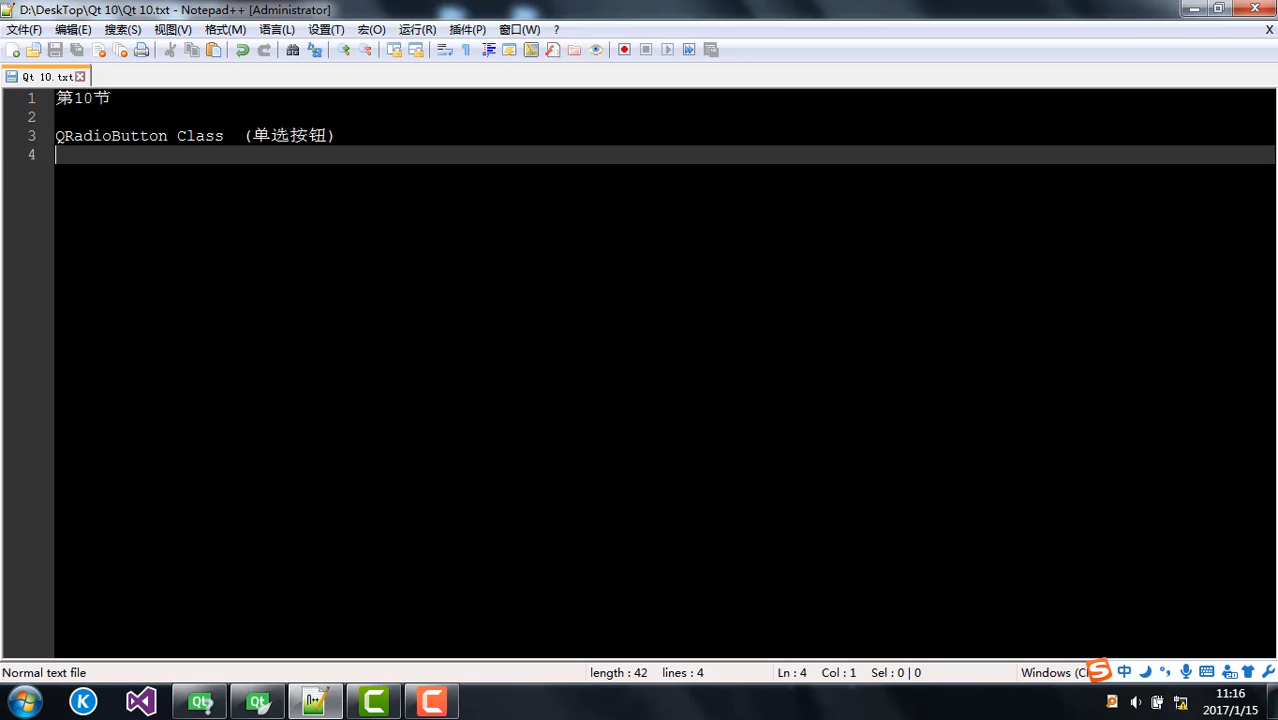 D:\DeskTop\Qt 10\Qt 10.txt - Notepad++ [Administrator]
文件(F) 编辑(E) 搜索(S) 视图(V) 格式(M) 语言(L) 设置(T) 宏(O) 运行(R) 插件(P) 窗口(W) ? X
Qt 10.txt
1 第10节
2
3 QRadioButton Class (单选按钮)
4
Normal text file length : 42 lines : 4 Ln : 4 Col : 1 Sel : 0 | 0 Windows (C 中
11:16
2017/1/15